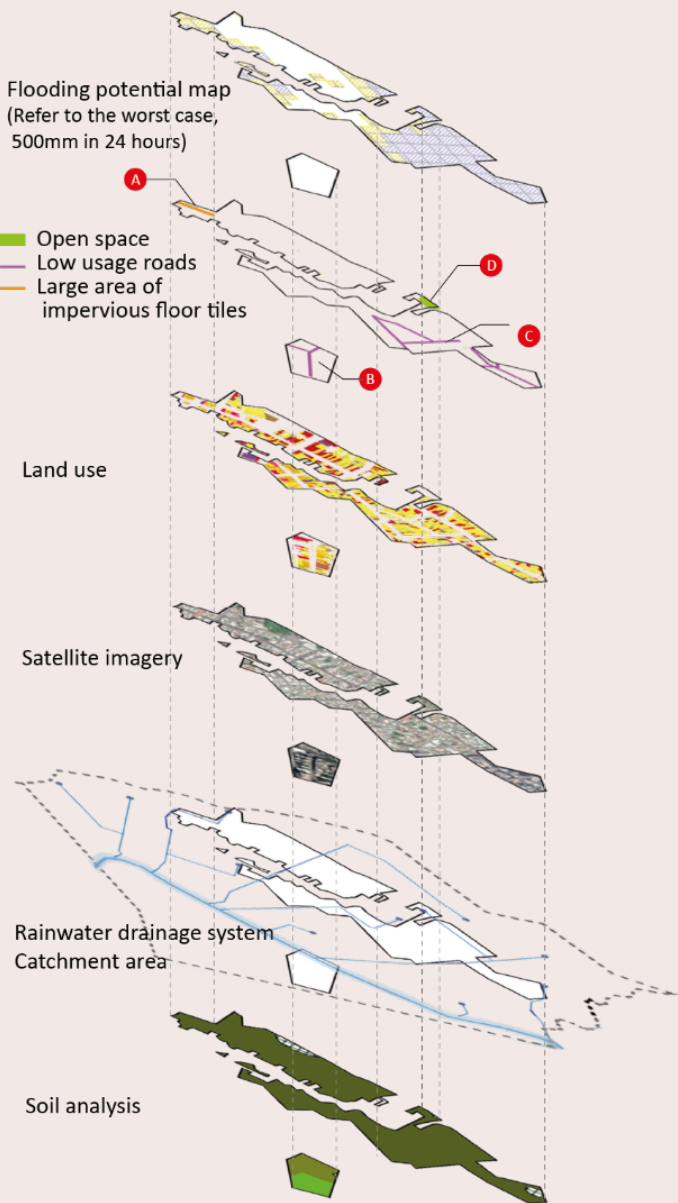 Flooding potential map
(Refer to the worst case,
500mm in 24 hours)
A
Open space
Low usage roads
Large area of
impervious floor tiles
D
C
B
Land use
Satellite imagery
Rainwater drainage system
Catchment area
Soil analysis